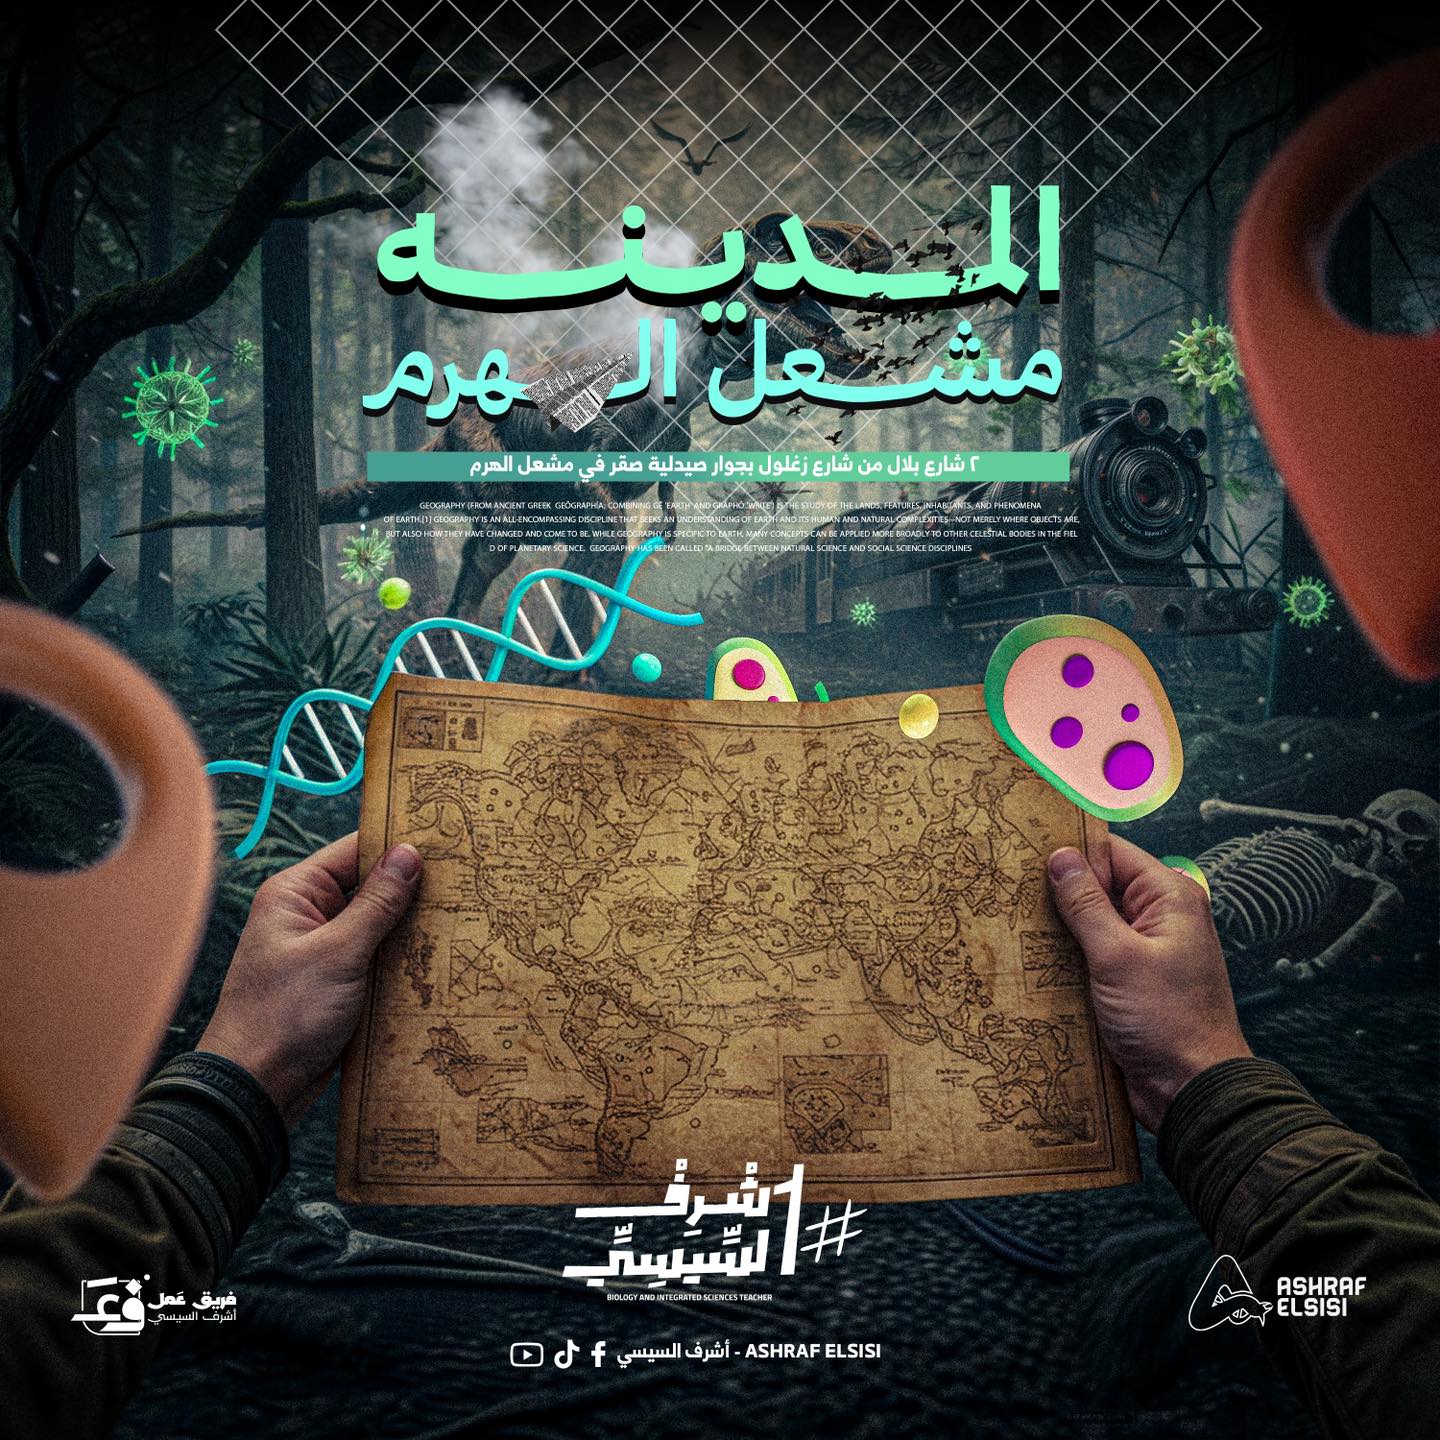 المدينه
مشعل الهرم
٢ شارع بلال من شارع زغلول بجوار صيدلية صقر في مشعل الهرم
GEOGRAPHY (FROM ANCIENT GREEK GEŌGRAPHÍA; COMBINING GÊ 'EARTH' AND GRÁPHŌ 'WRITE') IS THE STUDY OF THE LANDS, FEATURES, INHABITANTS, AND PHENOMENA
OF EARTH.[1] GEOGRAPHY IS AN ALL-ENCOMPASSING DISCIPLINE THAT SEEKS AN UNDERSTANDING OF EARTH AND ITS HUMAN AND NATURAL COMPLEXITIES—NOT MERELY WHERE OBJECTS ARE,
BUT ALSO HOW THEY HAVE CHANGED AND COME TO BE. WHILE GEOGRAPHY IS SPECIFIC TO EARTH, MANY CONCEPTS CAN BE APPLIED MORE BROADLY TO OTHER CELESTIAL BODIES IN THE FIEL
D OF PLANETARY SCIENCE. GEOGRAPHY HAS BEEN CALLED "A BRIDGE BETWEEN NATURAL SCIENCE AND SOCIAL SCIENCE DISCIPLINES
#1شرف
السيسي
BIOLOGY AND INTEGRATED SCIENCES TEACHER
فريق عمل
أشرف السيسي
ASHRAF
ELSISI
أشرف السيسي - ASHRAF ELSISI